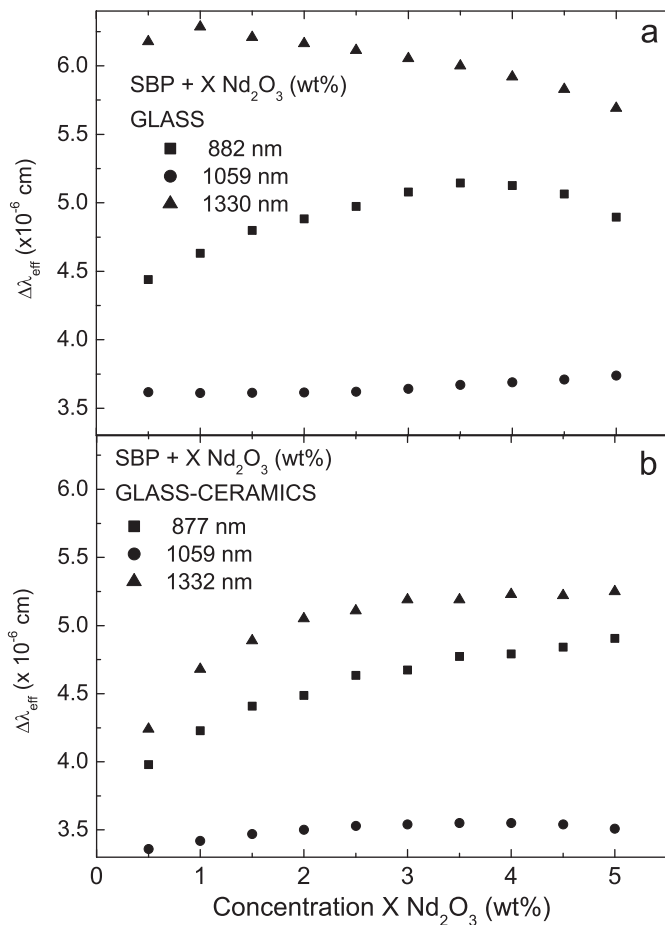 a
6.0
5.5
5.0
4.5
4.0
3.5
Δλeff (x10⁻⁶ cm)
SBP + X Nd₂O₃ (wt%)
GLASS
882 nm
1059 nm
1330 nm
b
SBP + X Nd₂O₃ (wt%)
GLASS-CERAMICS
877 nm
1059 nm
1332 nm
6.0
5.5
5.0
4.5
4.0
3.5
Δλeff (x 10⁻⁶ cm)
0 1 2 3 4 5
Concentration X Nd₂O₃ (wt%)